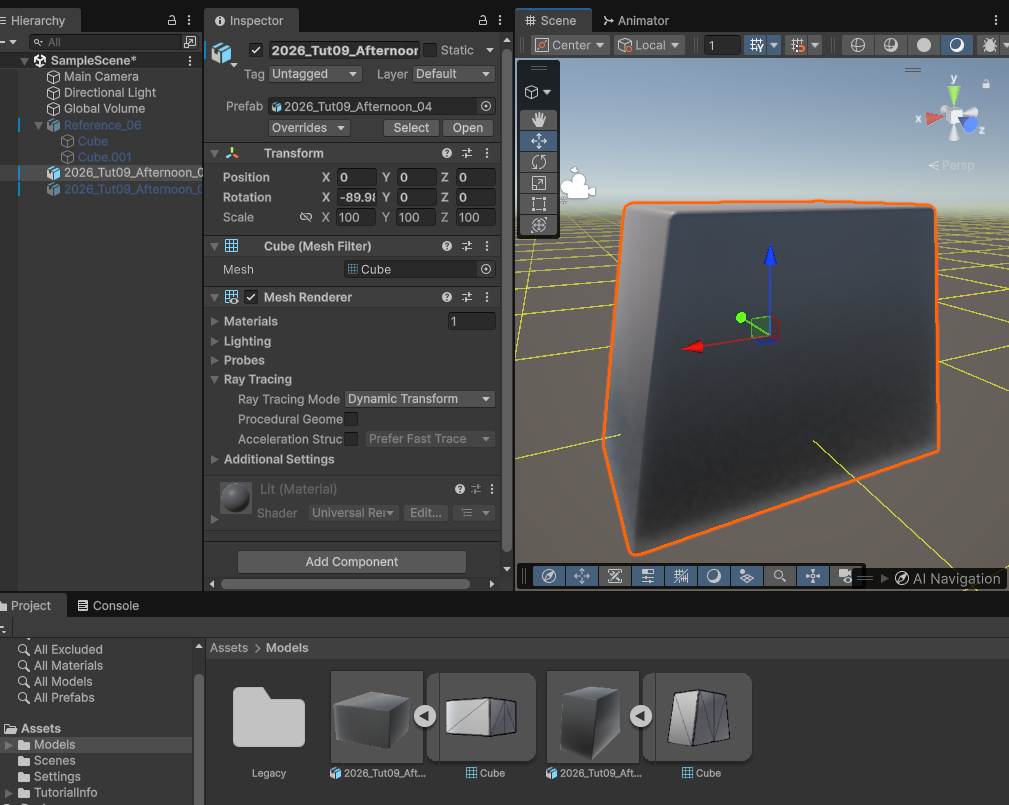 Hierarchy
All
SampleScene*
Main Camera
Directional Light
Global Volume
Reference_06
Cube
Cube.001
2026_Tut09_Afternoon_0
2026_Tut09_Afternoon_0
Inspector
2026_Tut09_Afternoon
Static
Tag Untagged
Layer Default
Prefab 2026_Tut09_Afternoon_04
Overrides
Select
Open
Transform
Position X 0 Y 0 Z 0
Rotation X -89.98 Y 0 Z 0
Scale X 100 Y 100 Z 100
Cube (Mesh Filter)
Mesh Cube
Mesh Renderer
Materials 1
Lighting
Probes
Ray Tracing
Ray Tracing Mode Dynamic Transform
Procedural Geome
Acceleration Struc Prefer Fast Trace
Additional Settings
Lit (Material)
Shader Universal Rer Edit...
Add Component
Scene
Animator
Center
Local
1
y
x
z
Persp
AI Navigation
Project
Console
All Excluded
All Materials
All Models
All Prefabs
Assets
Models
Scenes
Settings
TutorialInfo
Assets > Models
Legacy
2026_Tut09_Aft...
Cube
2026_Tut09_Aft...
Cube